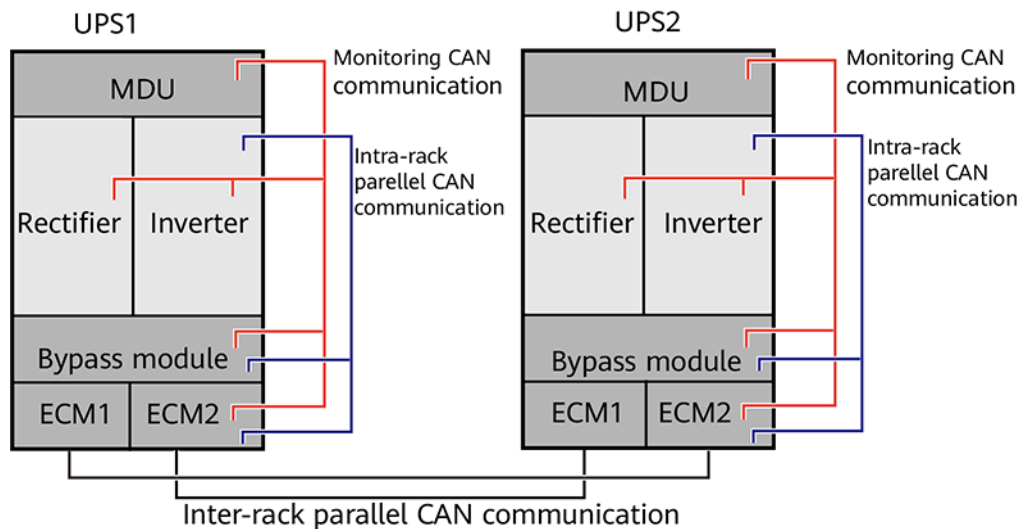 UPS1
UPS2
MDU
Monitoring CAN
communication
MDU
Monitoring CAN
communication
Intra-rack
parellel CAN
communication
Intra-rack
parellel CAN
communication
Rectifier
Inverter
Rectifier
Inverter
Bypass module
Bypass module
ECM1
ECM2
ECM1
ECM2
Inter-rack parallel CAN communication